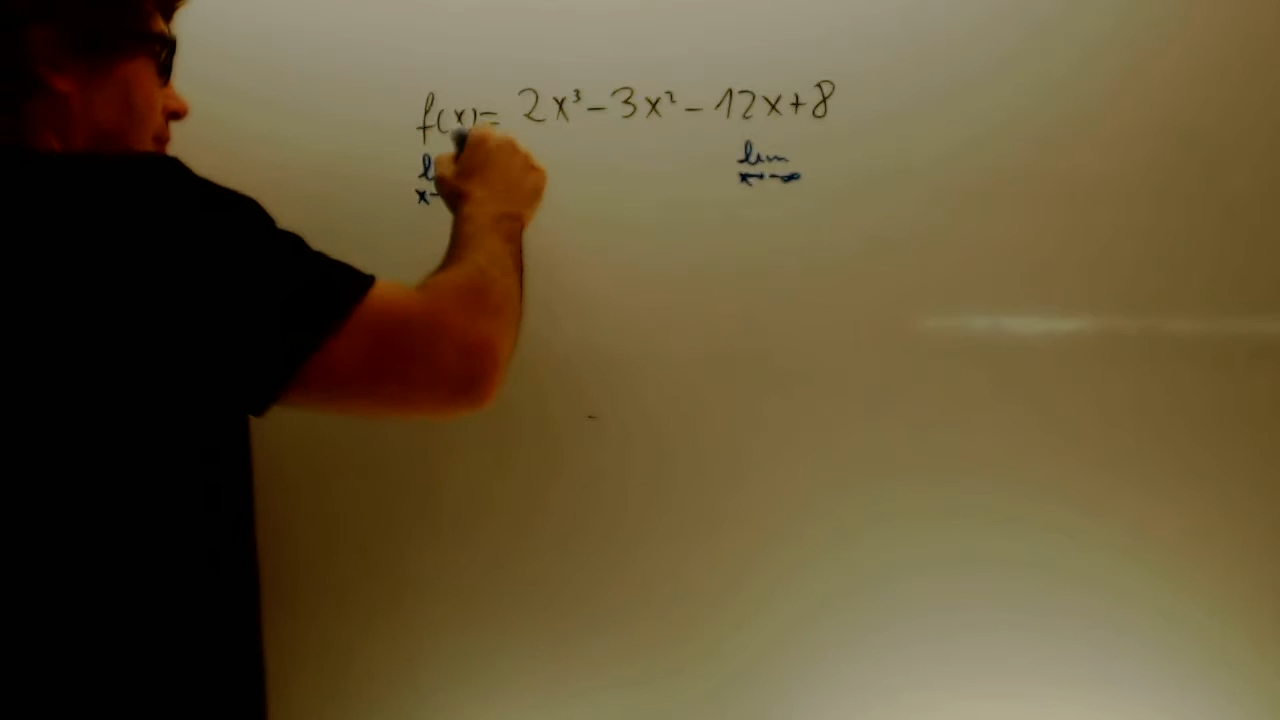 f(x)= 2x³-3x²-12x+8
lim
x→-∞